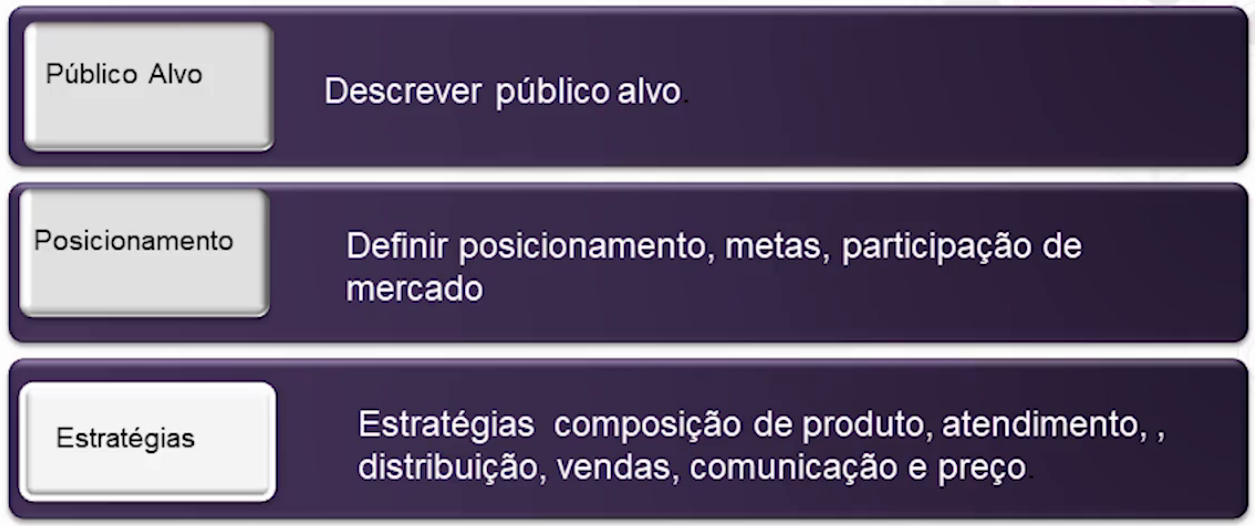 Público Alvo
Descrever público alvo.
Posicionamento
Definir posicionamento, metas, participação de
mercado
Estratégias
Estratégias composição de produto, atendimento, ,
distribuição, vendas, comunicação e preço.